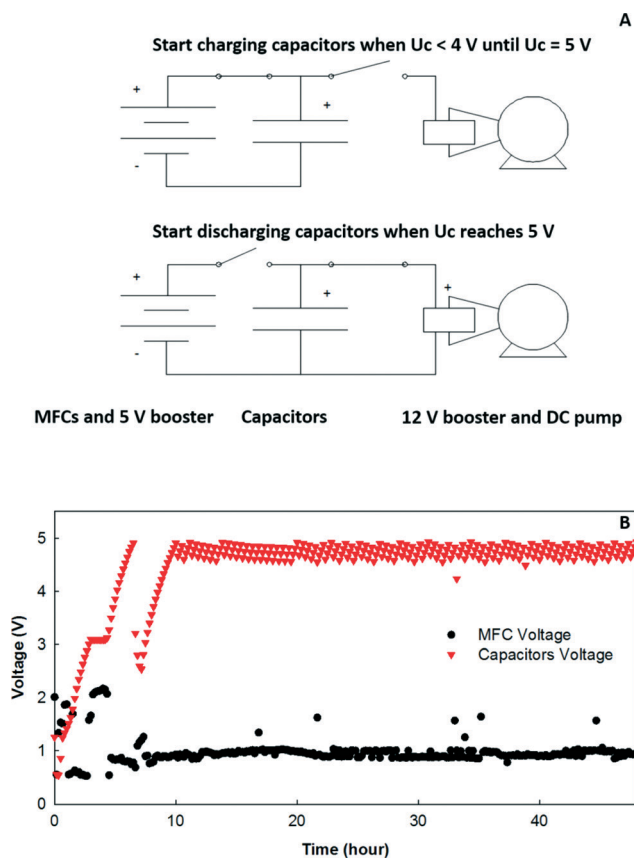 A
Start charging capacitors when Uc < 4 V until Uc = 5 V
+
+
-
Start discharging capacitors when Uc reaches 5 V
+
+
+
-
MFCs and 5 V booster Capacitors 12 V booster and DC pump
B
5
4
3
2
1
0
Voltage (V)
MFC Voltage
Capacitors Voltage
0 10 20 30 40
Time (hour)